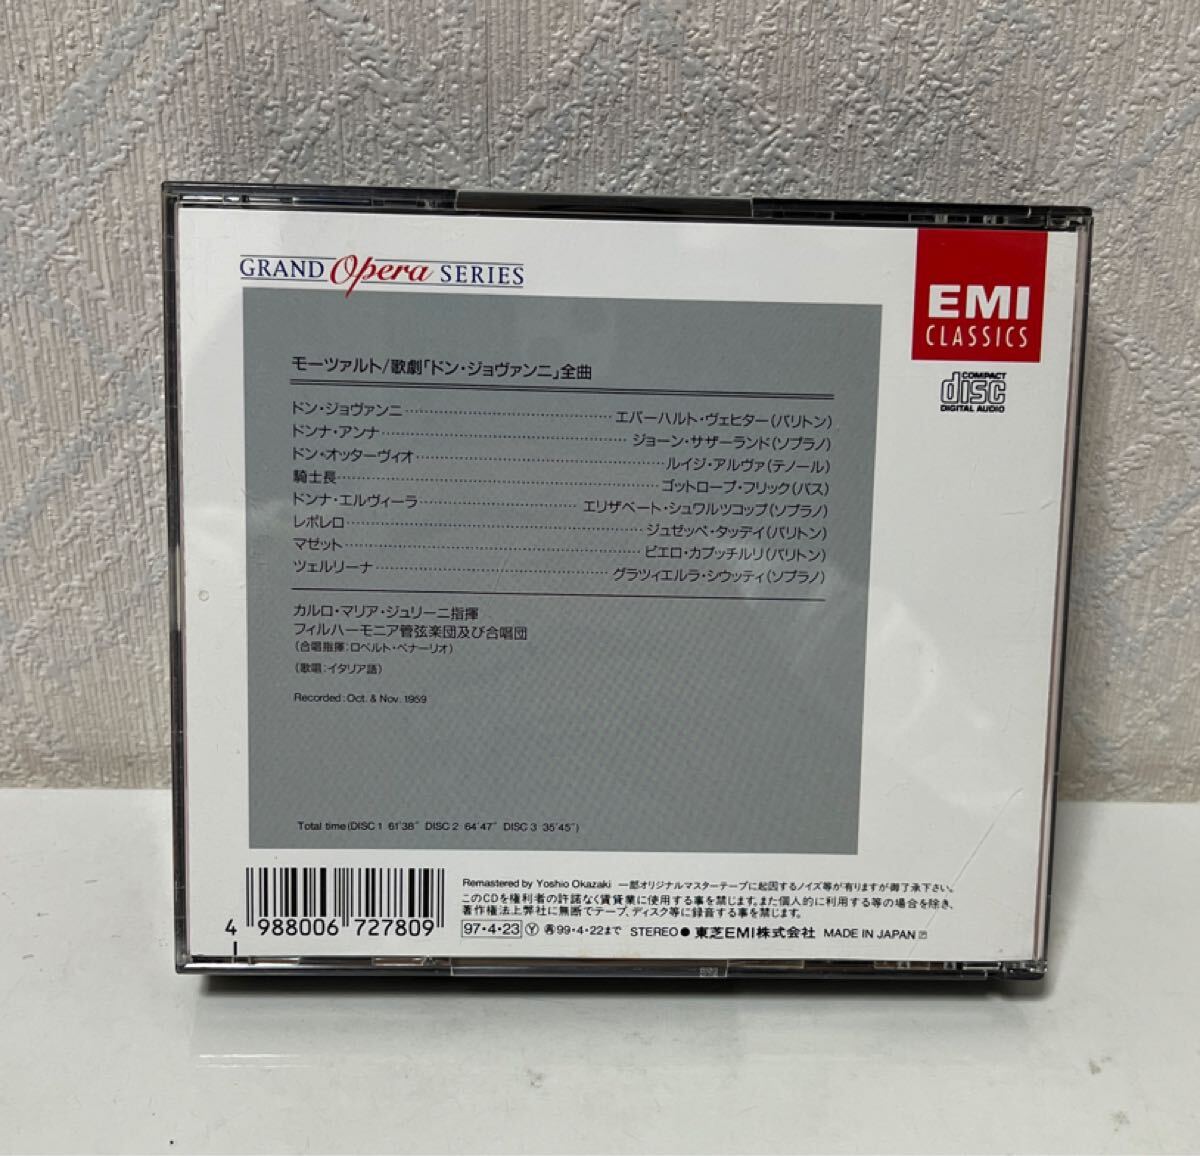 GRAND Opera SERIES
EMI
CLASSICS
COMPACT
disc
DIGITAL AUDIO
モーツァルト/歌劇「ドン・ジョヴァンニ」全曲
ドン・ジョヴァンニ……………………………エバーハルト・ヴェヒター(バリトン)
ドンナ・アンナ……………………………ジョーン・サザーランド(ソプラノ)
ドン・オッターヴィオ……………………………ルイジ・アルヴァ(テノール)
騎士長……………………………ゴットローブ・フリック(バス)
ドンナ・エルヴィーラ……………………………エリザベート・シュワルツコップ(ソプラノ)
レポレロ……………………………ジュゼッペ・タッデイ(バリトン)
マゼット……………………………ピエロ・カプッチルリ(バリトン)
ツェルリーナ……………………………グラツィエルラ・シウッティ(ソプラノ)
カルロ・マリア・ジュリーニ指揮
フィルハーモニア管弦楽団及び合唱団
(合唱指揮:ロベルト・ベナーリオ)
(歌唱:イタリア語)
Recorded: Oct. & Nov. 1959
Total time(DISC 1 61'38" DISC 2 64'47" DISC 3 35'45")
Remastered by Yoshio Okazaki 一部オリジナルマスターテープに起因するノイズ等が有りますが御了承下さい。
このCDを権利者の許諾なく賃貸業に使用する事を禁じます。また個人的に利用する等の場合を除き、
著作権法上弊社に無断でテープ、ディスク等に録音する事を禁じます。
97・4・23 Ⓨ 再99・4・22まで STEREO● 東芝EMI株式会社 MADE IN JAPAN
4 988006 727809